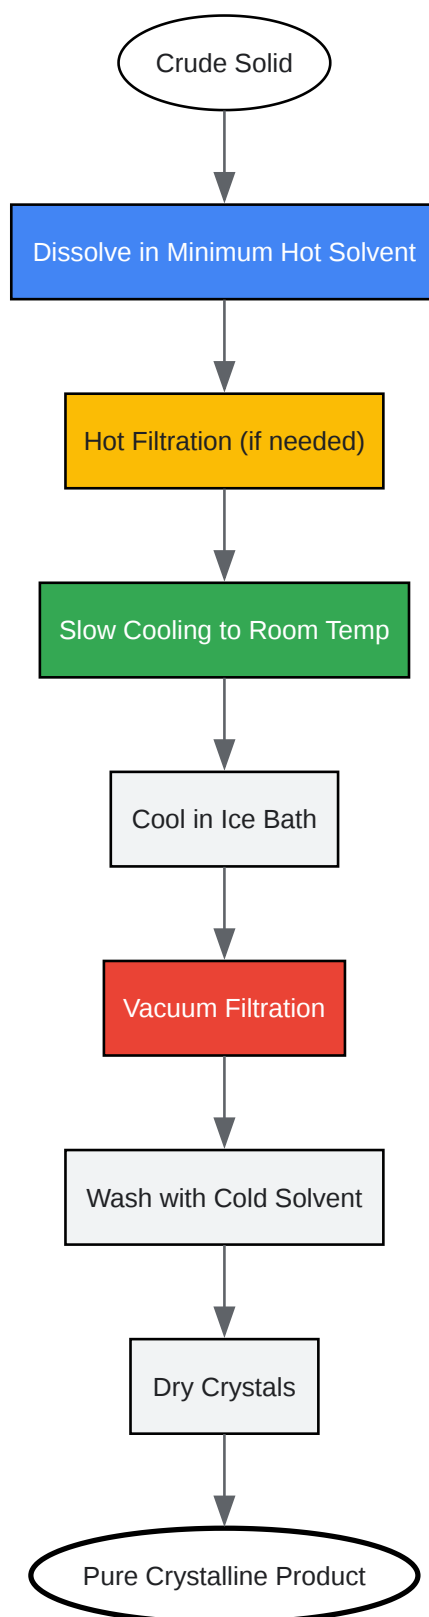 Crude Solid
Dissolve in Minimum Hot Solvent
Hot Filtration (if needed)
Slow Cooling to Room Temp
Cool in Ice Bath
Vacuum Filtration
Wash with Cold Solvent
Dry Crystals
Pure Crystalline Product